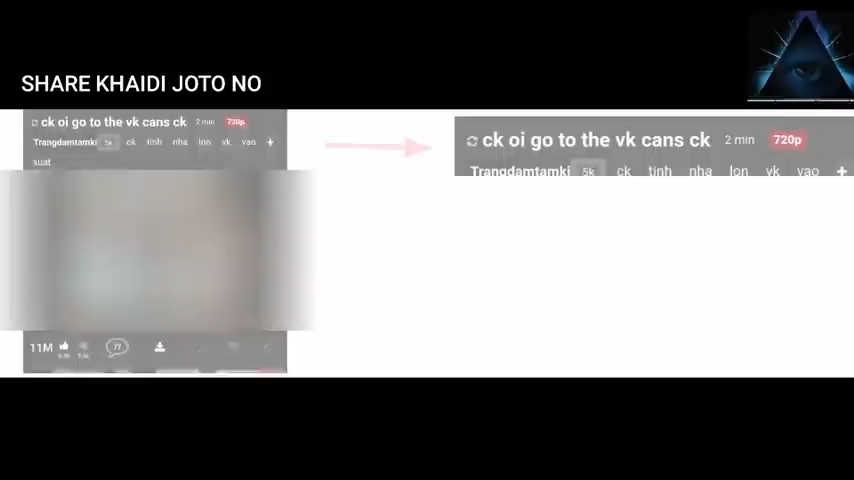 SHARE KHAIDI JOTO NO
ck oi go to the vk cans ck 2 min 720p
Trangdamtamki 5k ck tinh nha lon vk vao +
xuat
11M 77
ck oi go to the vk cans ck 2 min 720p
Trangdamtamki 5k ck tinh nha lon vk vao +